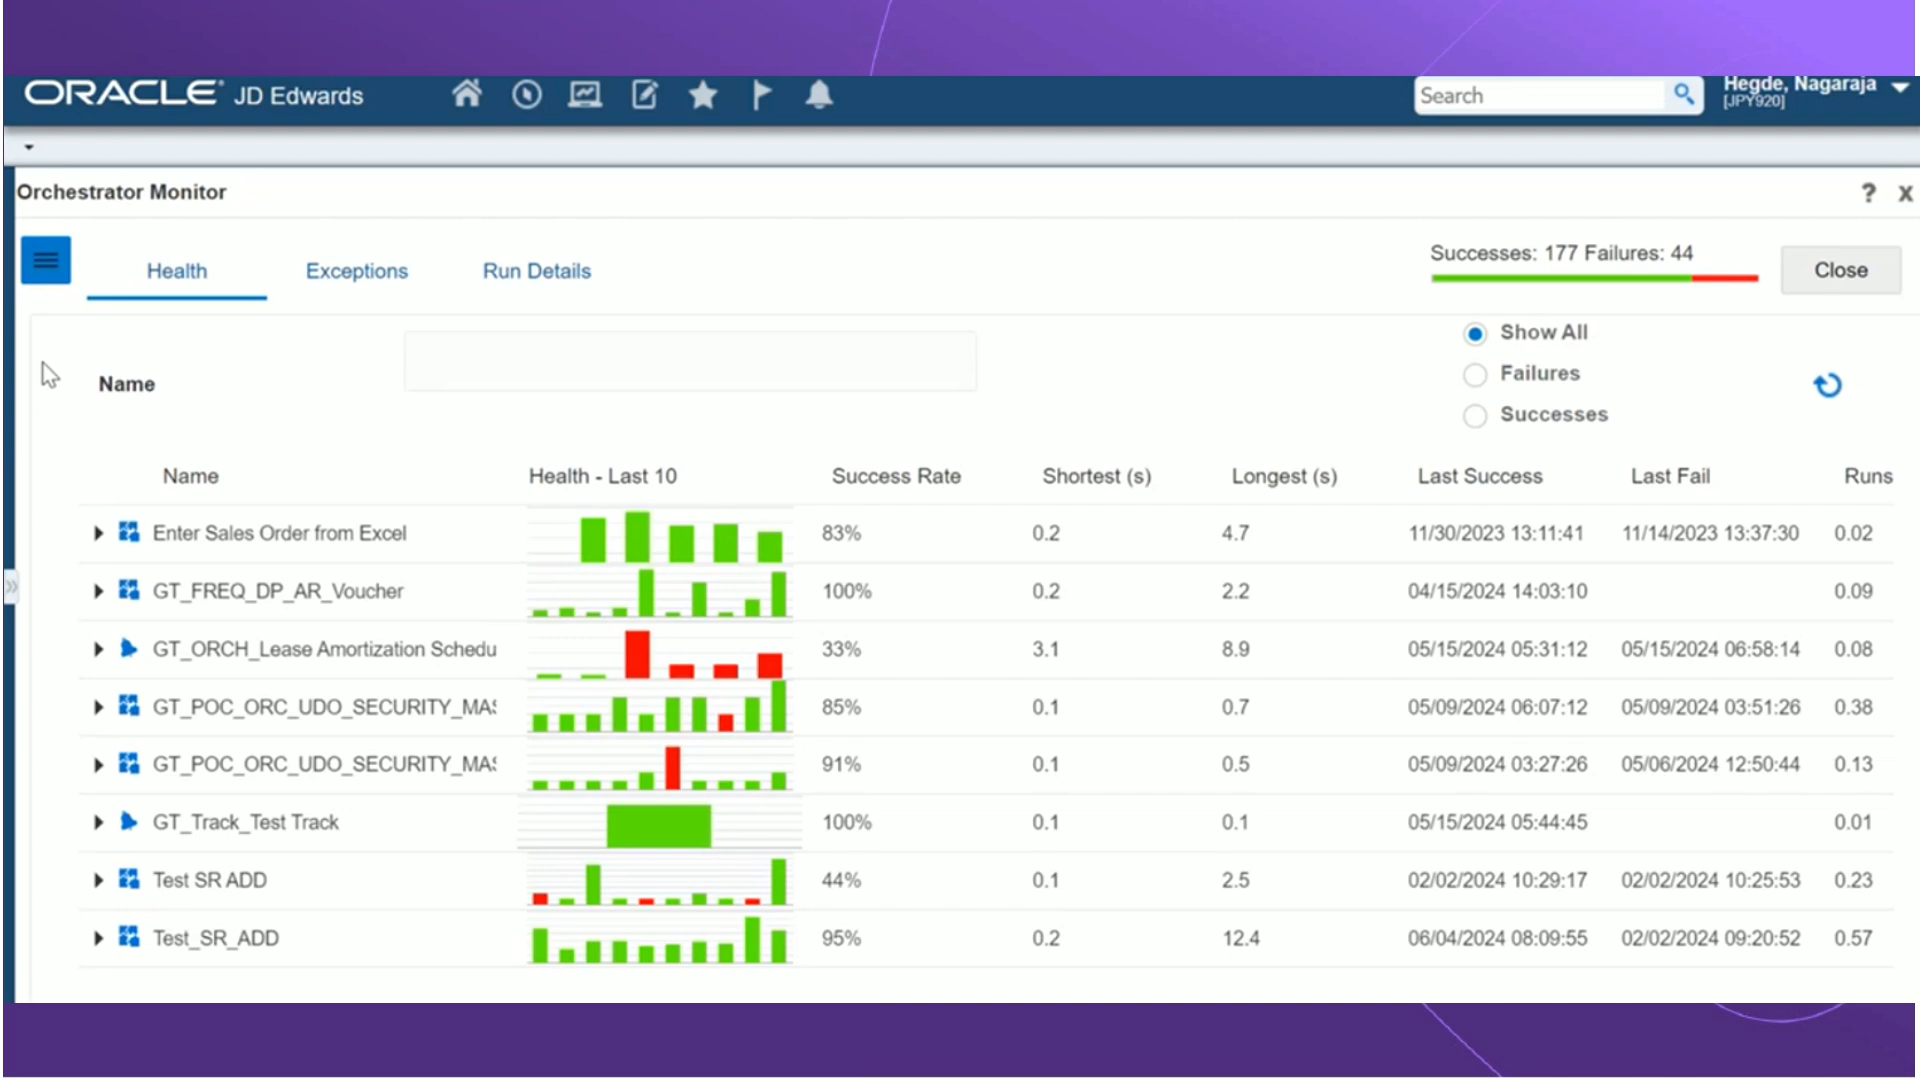 ORACLE JD Edwards
Search
Hegde, Nagaraja
[JPY920]
Orchestrator Monitor
? X
Health Exceptions Run Details
Successes: 177 Failures: 44
Close
Show All
Failures
Successes
Name
Name Health - Last 10 Success Rate Shortest (s) Longest (s) Last Success Last Fail Runs
Enter Sales Order from Excel 83% 0.2 4.7 11/30/2023 13:11:41 11/14/2023 13:37:30 0.02
GT_FREQ_DP_AR_Voucher 100% 0.2 2.2 04/15/2024 14:03:10 0.09
GT_ORCH_Lease Amortization Schedu 33% 3.1 8.9 05/15/2024 05:31:12 05/15/2024 06:58:14 0.08
GT_POC_ORC_UDO_SECURITY_MAS 85% 0.1 0.7 05/09/2024 06:07:12 05/09/2024 03:51:26 0.38
GT_POC_ORC_UDO_SECURITY_MAS 91% 0.1 0.5 05/09/2024 03:27:26 05/06/2024 12:50:44 0.13
GT_Track_Test Track 100% 0.1 0.1 05/15/2024 05:44:45 0.01
Test SR ADD 44% 0.1 2.5 02/02/2024 10:29:17 02/02/2024 10:25:53 0.23
Test_SR_ADD 95% 0.2 12.4 06/04/2024 08:09:55 02/02/2024 09:20:52 0.57